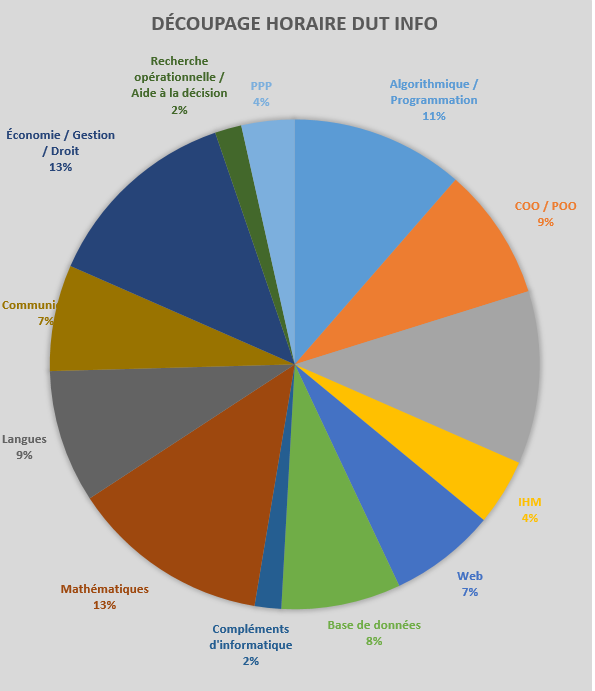 DÉCOUPAGE HORAIRE DUT INFO
Recherche
opérationnelle /
Aide à la décision
2%
PPP
4%
Algorithmique /
Programmation
11%
Économie / Gestion
/ Droit
13%
COO / POO
9%
7%
Langues
9%
IHM
4%
Web
7%
Mathématiques
13%
Base de données
8%
Compléments
d'informatique
2%